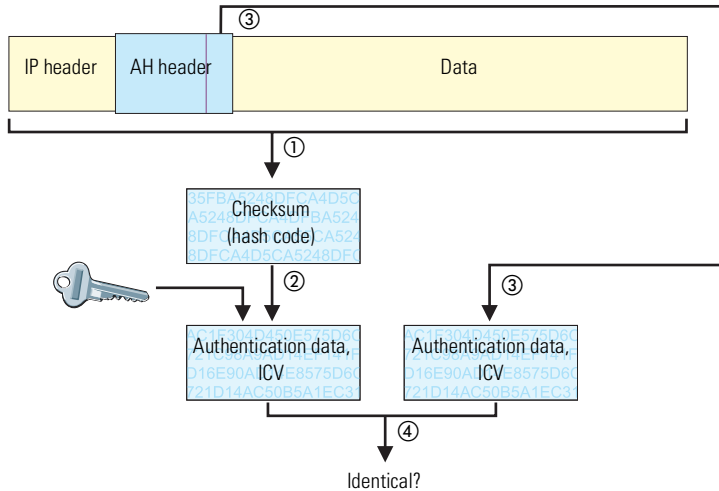 ③
IP header
AH header
Data
①
Checksum
(hash code)
②
③
Authentication data,
ICV
Authentication data,
ICV
④
Identical?